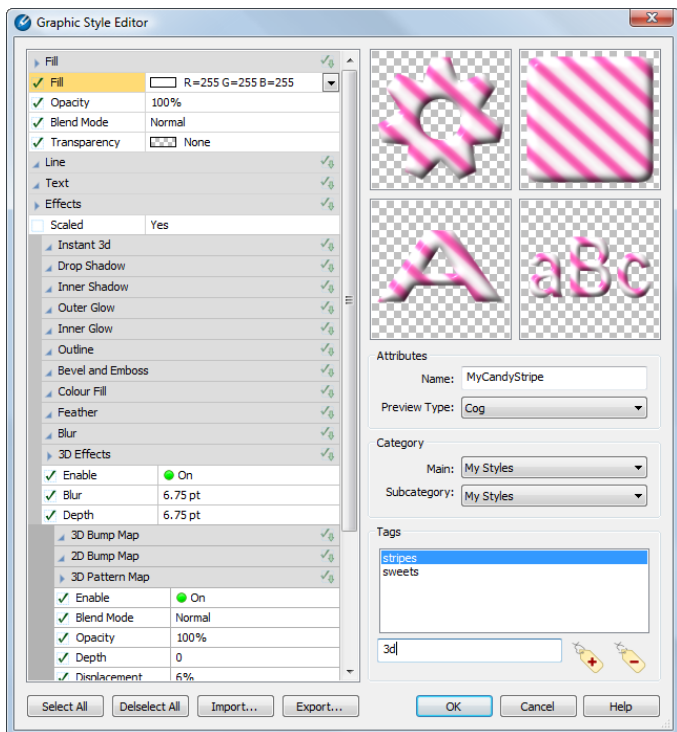 Graphic Style Editor
Fill
Fill R=255 G=255 B=255
Opacity 100%
Blend Mode Normal
Transparency None
Line
Text
Effects
Scaled Yes
Instant 3d
Drop Shadow
Inner Shadow
Outer Glow
Inner Glow
Outline
Bevel and Emboss
Colour Fill
Feather
Blur
3D Effects
Enable On
Blur 6.75 pt
Depth 6.75 pt
3D Bump Map
2D Bump Map
3D Pattern Map
Enable On
Blend Mode Normal
Opacity 100%
Depth 0
Displacement 6%
A
aBc
Attributes
Name: MyCandyStripe
Preview Type: Cog
Category
Main: My Styles
Subcategory: My Styles
Tags
stripes
sweets
3d
Select All Delselect All Import... Export... OK Cancel Help